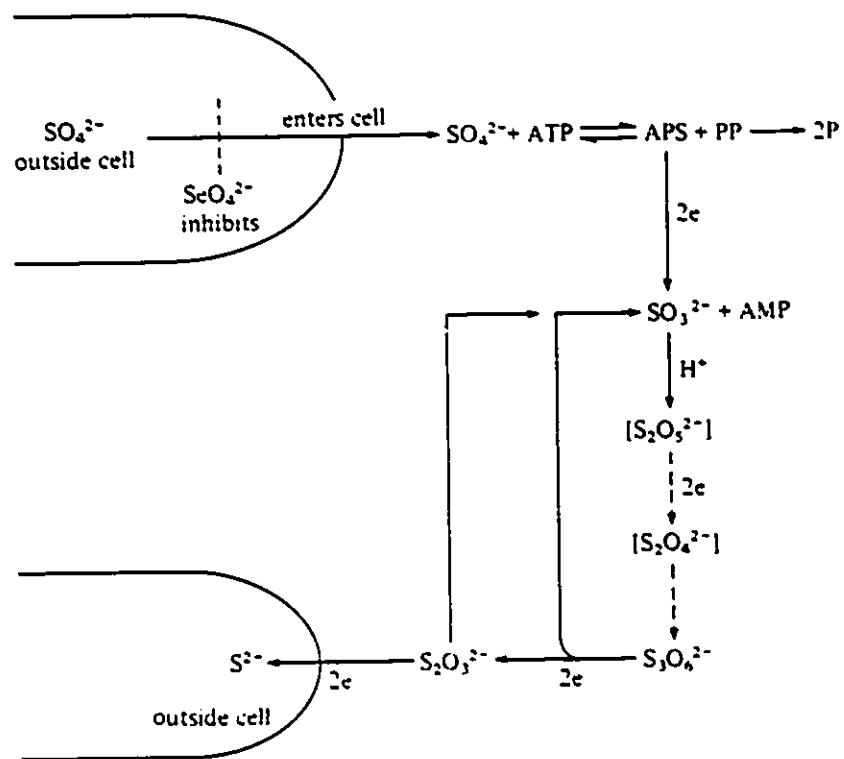 enters cell
SO₄²⁻ outside cell
SO₄²⁻ + ATP ⇌ APS + PP → 2P
SeO₄²⁻
inhibits
2e
SO₃²⁻ + AMP
H⁺
[S₂O₅²⁻]
2e
[S₂O₄²⁻]
S²⁻
2e
S₂O₃²⁻
2e
S₃O₆²⁻
outside cell